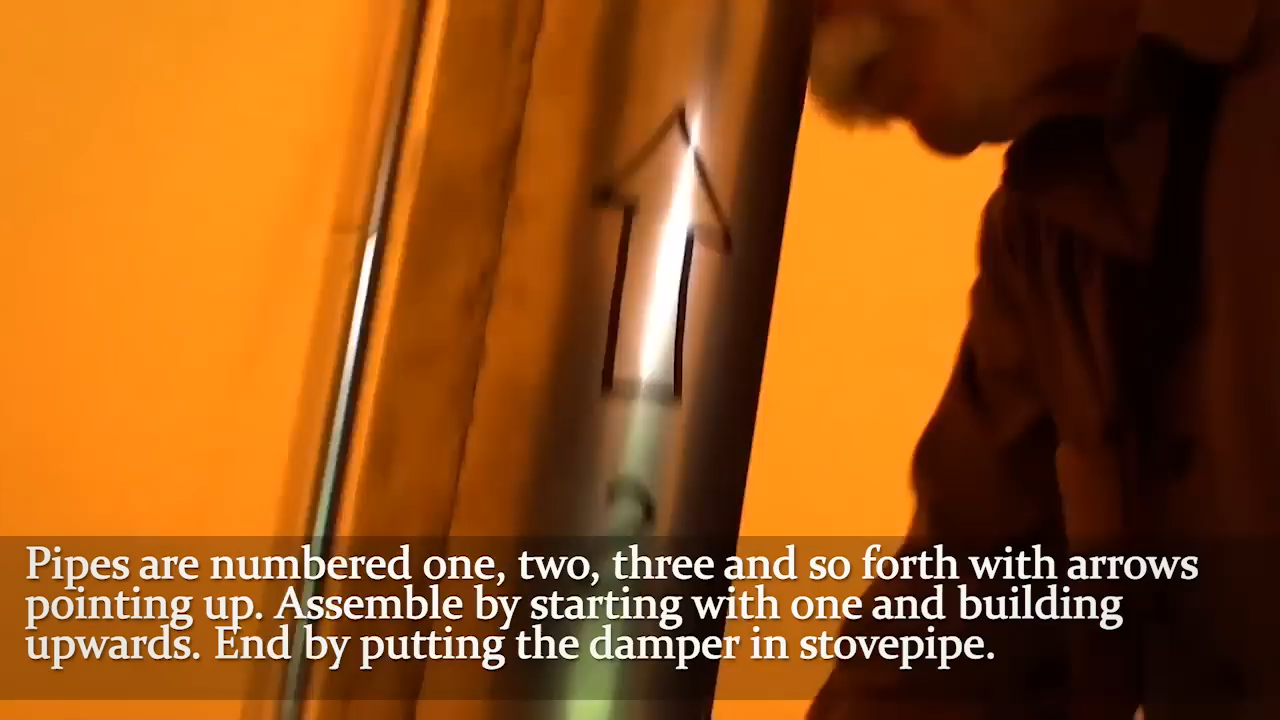 Pipes are numbered one, two, three and so forth with arrows
pointing up. Assemble by starting with one and building
upwards. End by putting the damper in stovepipe.